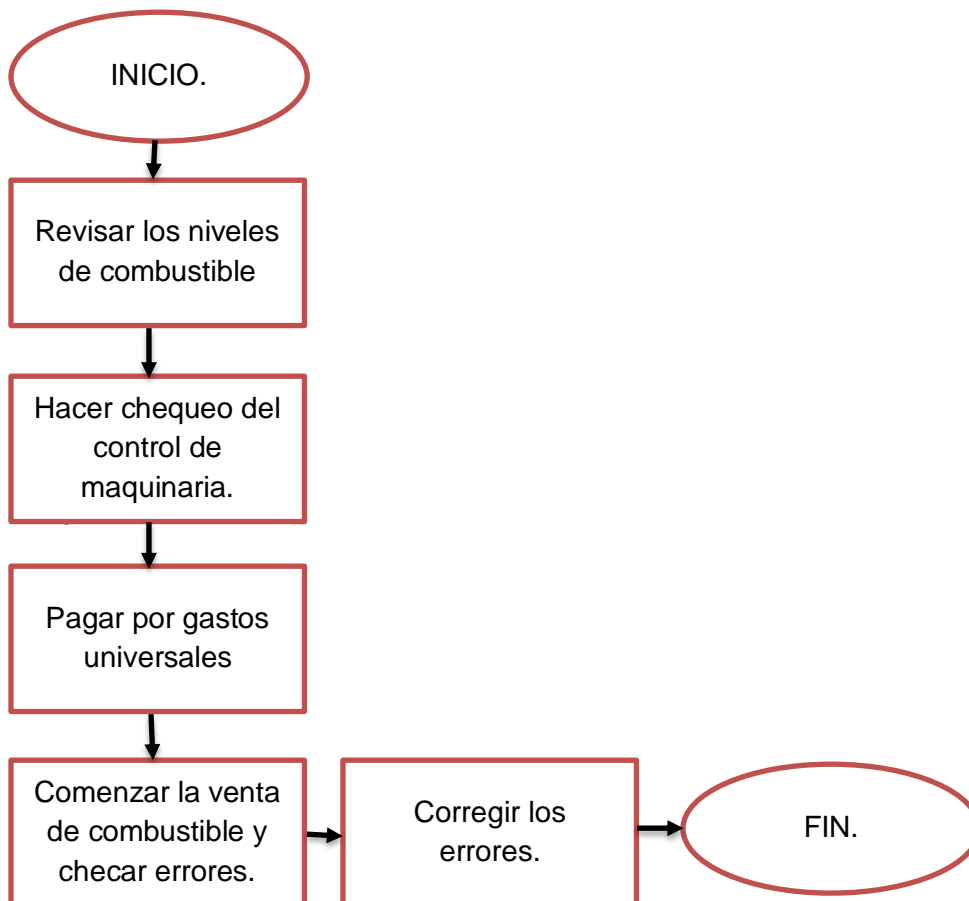 INICIO.
Revisar los niveles
de combustible
Hacer chequeo del
control de
maquinaria.
Pagar por gastos
universales
Comenzar la venta
de combustible y
checar errores.
Corregir los
errores.
FIN.